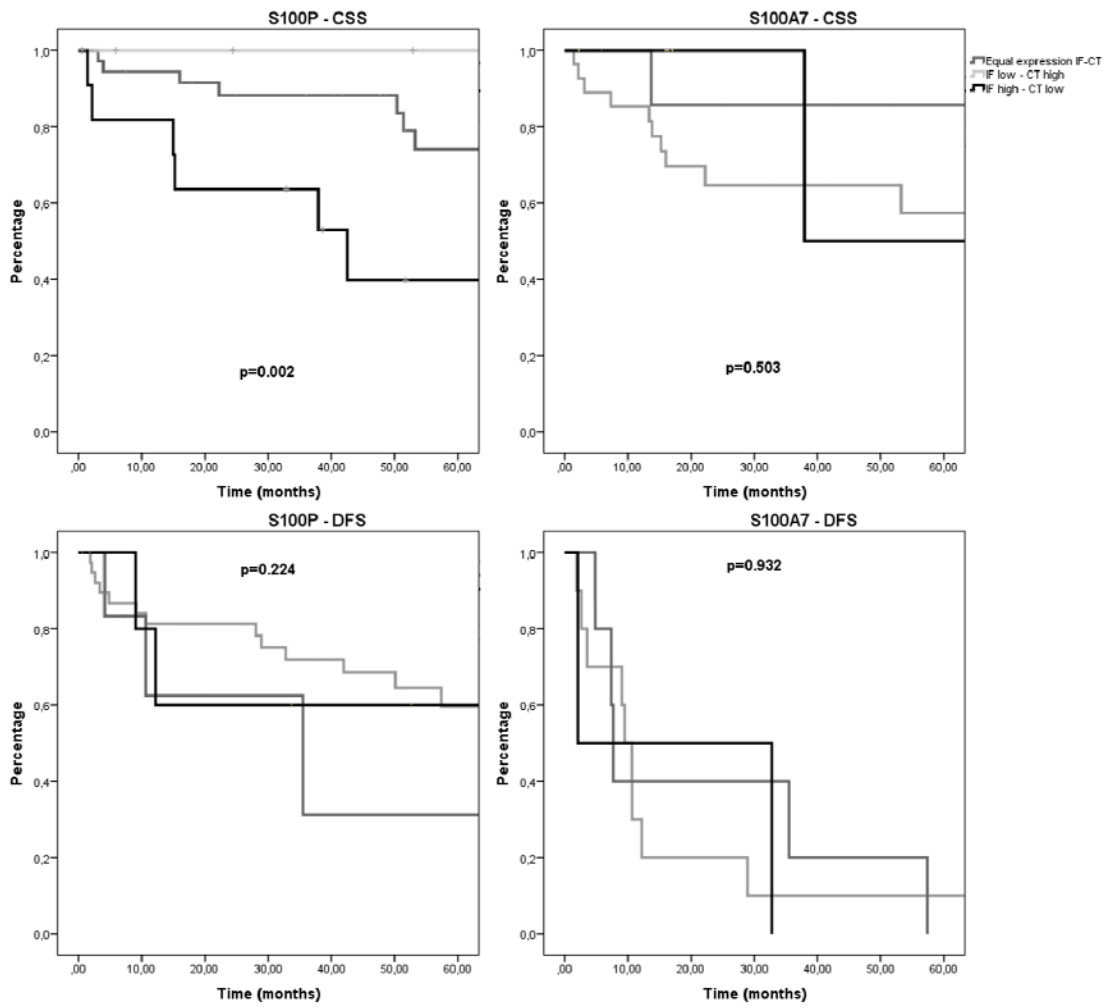 S100P - CSS
1,0
0,8
0,6
0,4
0,2
0,0
Percentage
p=0.002
,00 10,00 20,00 30,00 40,00 50,00 60,00
Time (months)
S100A7 - CSS
1,0
0,8
0,6
0,4
0,2
0,0
Percentage
p=0.503
,00 10,00 20,00 30,00 40,00 50,00 60,00
Time (months)
Equal expression IF-CT
IF low - CT high
IF high - CT low
S100P - DFS
1,0
0,8
0,6
0,4
0,2
0,0
Percentage
p=0.224
,00 10,00 20,00 30,00 40,00 50,00 60,00
Time (months)
S100A7 - DFS
1,0
0,8
0,6
0,4
0,2
0,0
Percentage
p=0.932
,00 10,00 20,00 30,00 40,00 50,00 60,00
Time (months)